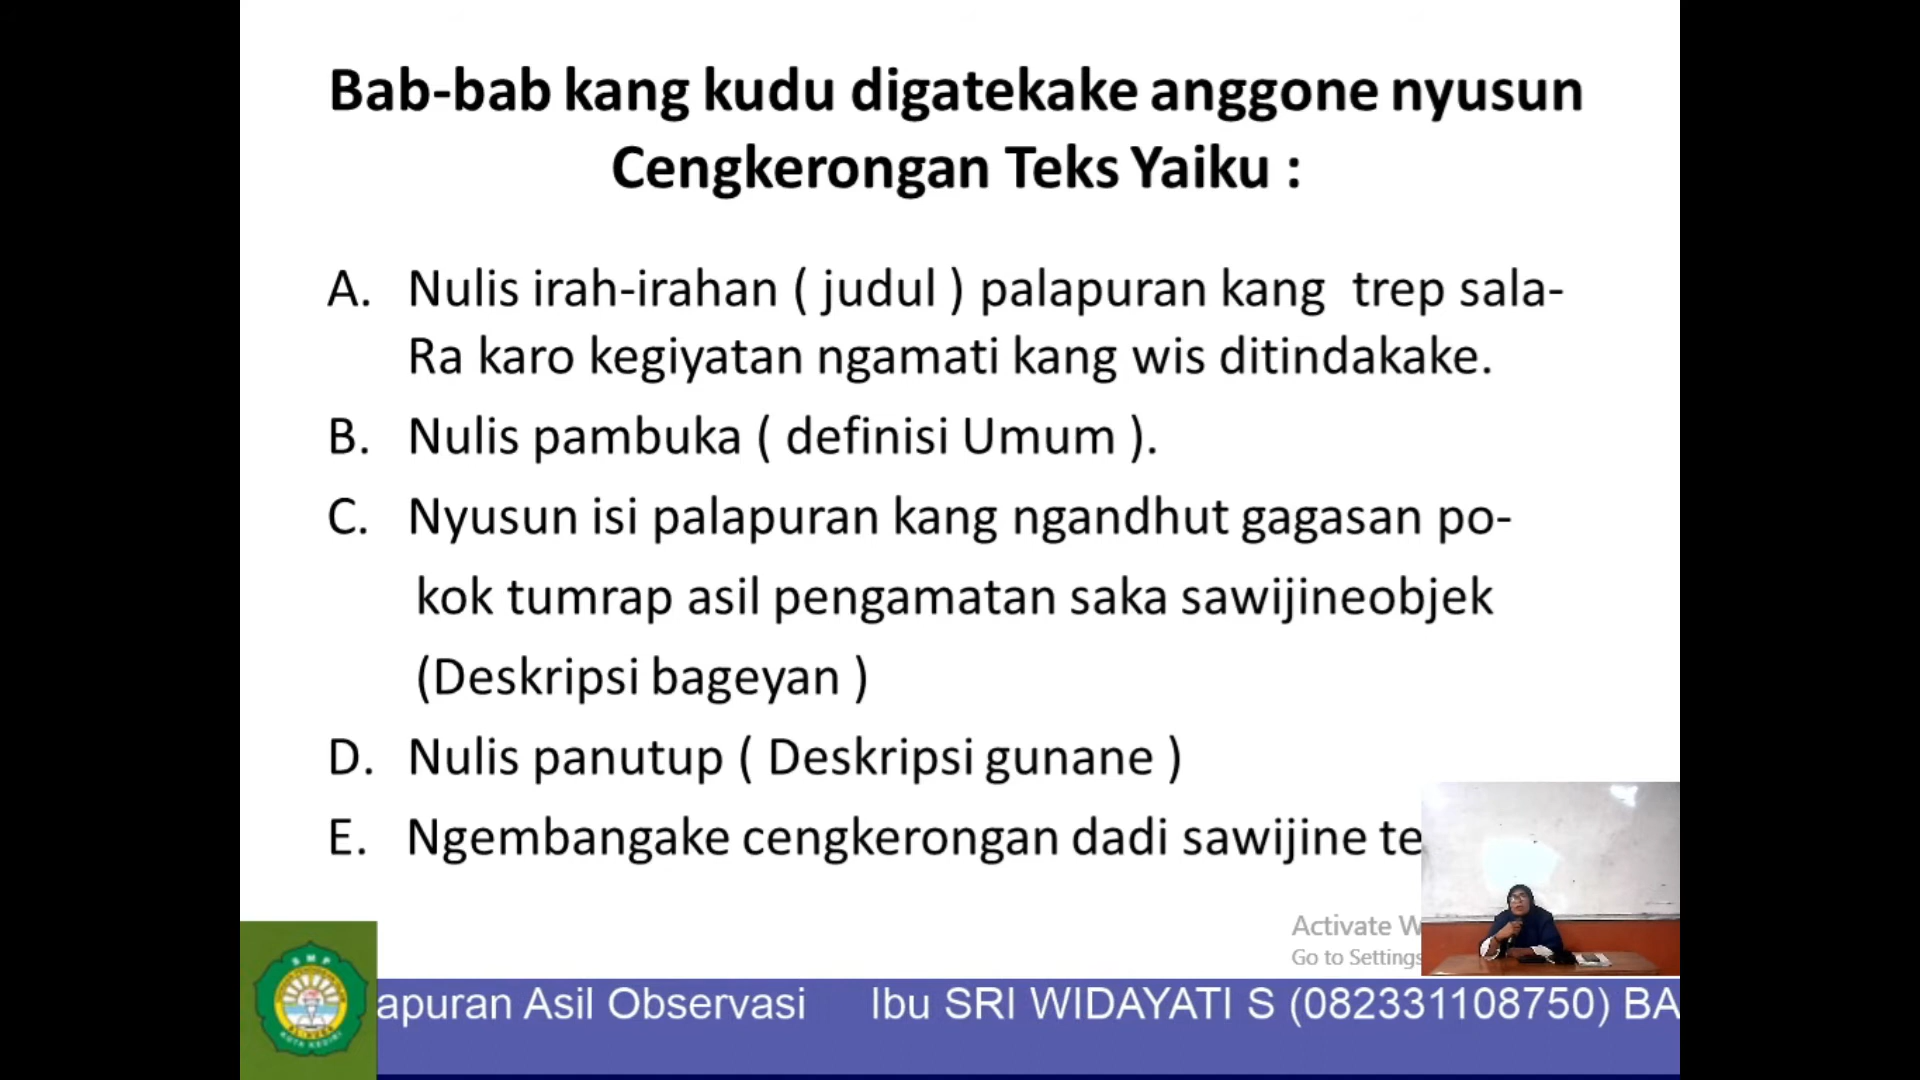 Bab-bab kang kudu digatekake anggone nyusun
Cengkerongan Teks Yaiku :
A. Nulis irah-irahan ( judul ) palapuran kang trep sala-
Ra karo kegiyatan ngamati kang wis ditindakake.
B. Nulis pambuka ( definisi Umum ).
C. Nyusun isi palapuran kang ngandhut gagasan po-
kok tumrap asil pengamatan saka sawijineobjek
(Deskripsi bageyan )
D. Nulis panutup ( Deskripsi gunane )
E. Ngembangake cengkerongan dadi sawijine te
Activate W
Go to Settings
SMP
apuran Asil Observasi Ibu SRI WIDAYATI S (082331108750) BA